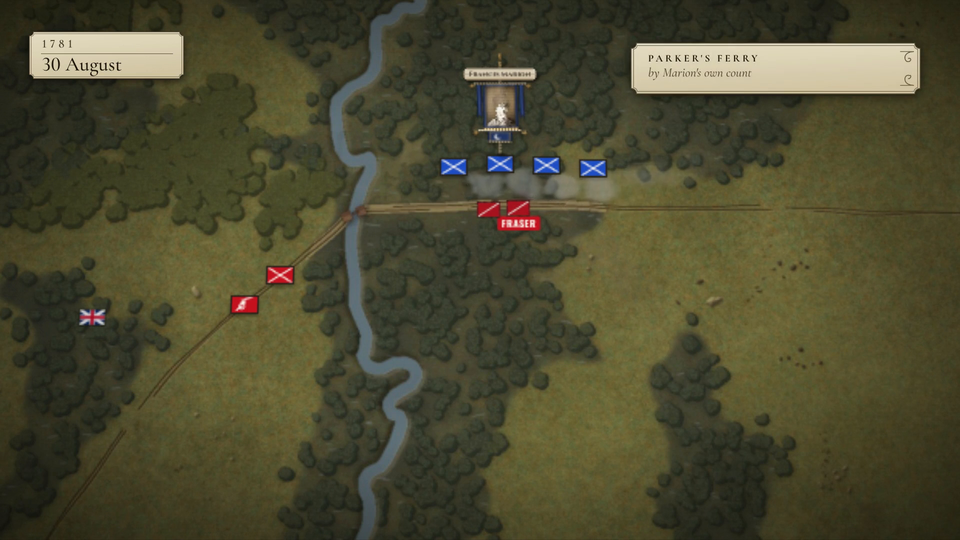 1781
30 August
PARKER'S FERRY
by Marion's own count
FRANCIS MARION
FRASER